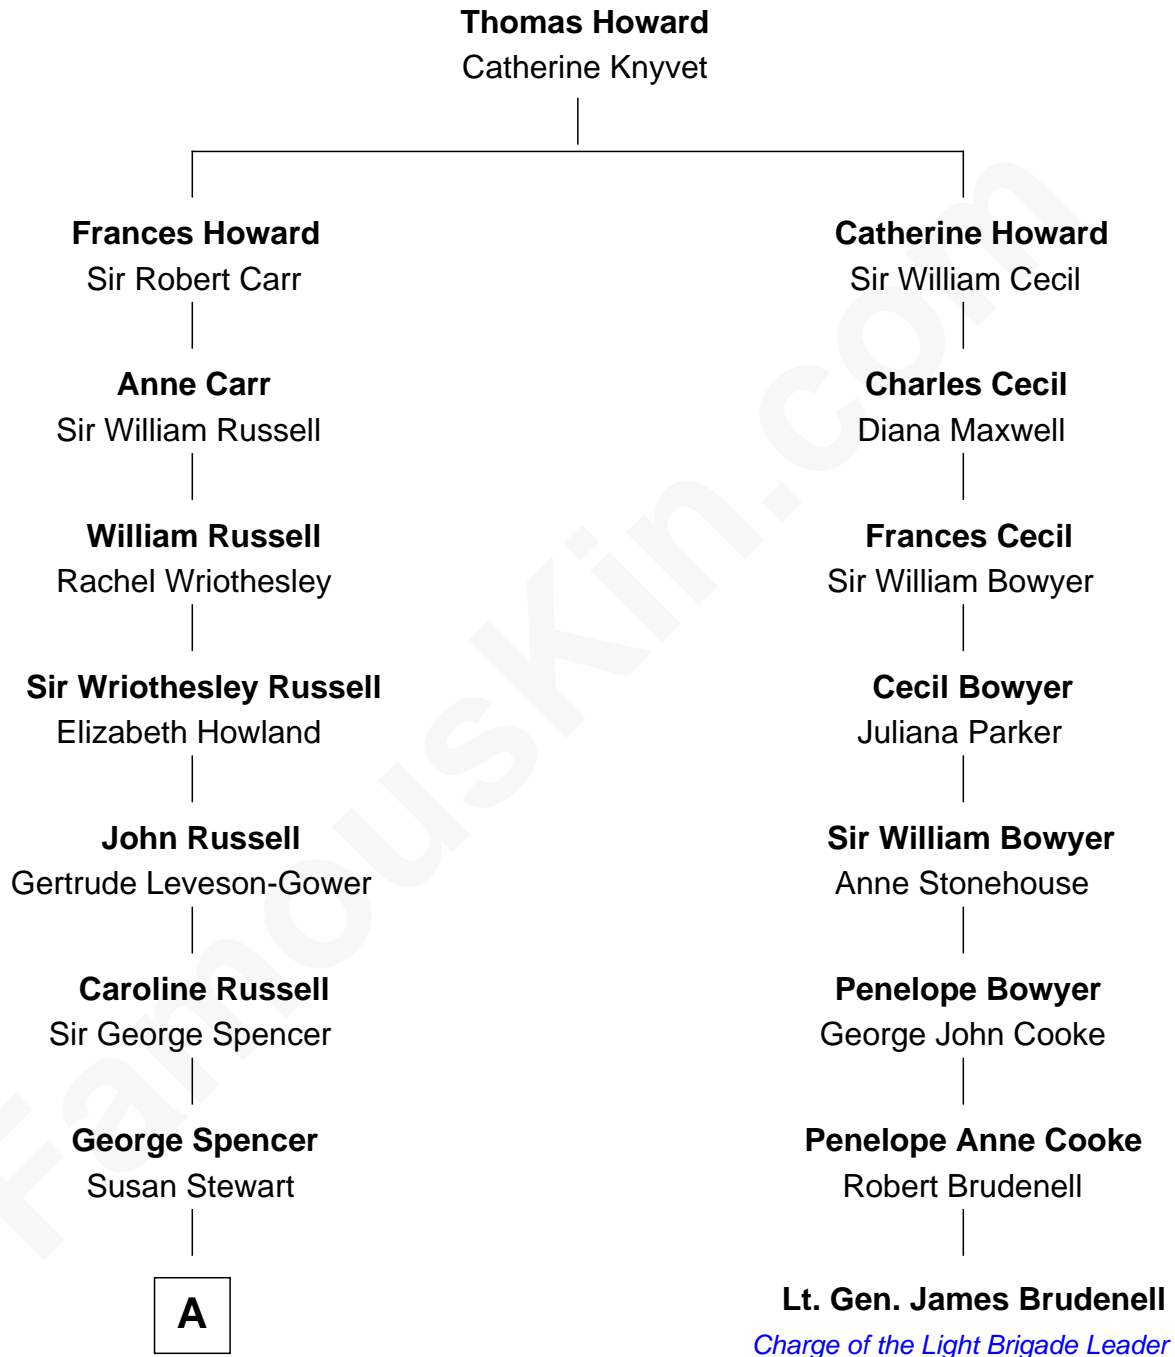 Thomas Howard
Catherine Knyvet
Frances Howard
Sir Robert Carr
Catherine Howard
Sir William Cecil
Anne Carr
Sir William Russell
Charles Cecil
Diana Maxwell
William Russell
Rachel Wriothesley
Frances Cecil
Sir William Bowyer
Sir Wriothesley Russell
Elizabeth Howland
Cecil Bowyer
Juliana Parker
John Russell
Gertrude Leveson-Gower
Sir William Bowyer
Anne Stonehouse
Caroline Russell
Sir George Spencer
Penelope Bowyer
George John Cooke
George Spencer
Susan Stewart
Penelope Anne Cooke
Robert Brudenell
A
Lt. Gen. James Brudenell
Charge of the Light Brigade Leader
FamousKin.com